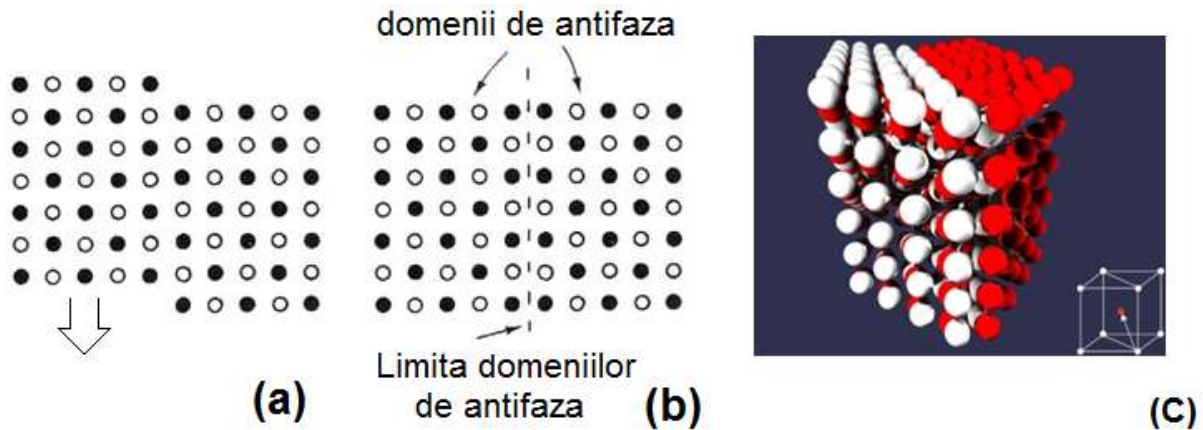 domenii de antifaza
(a)
Limita domeniilor
de antifaza
(b)
(C)